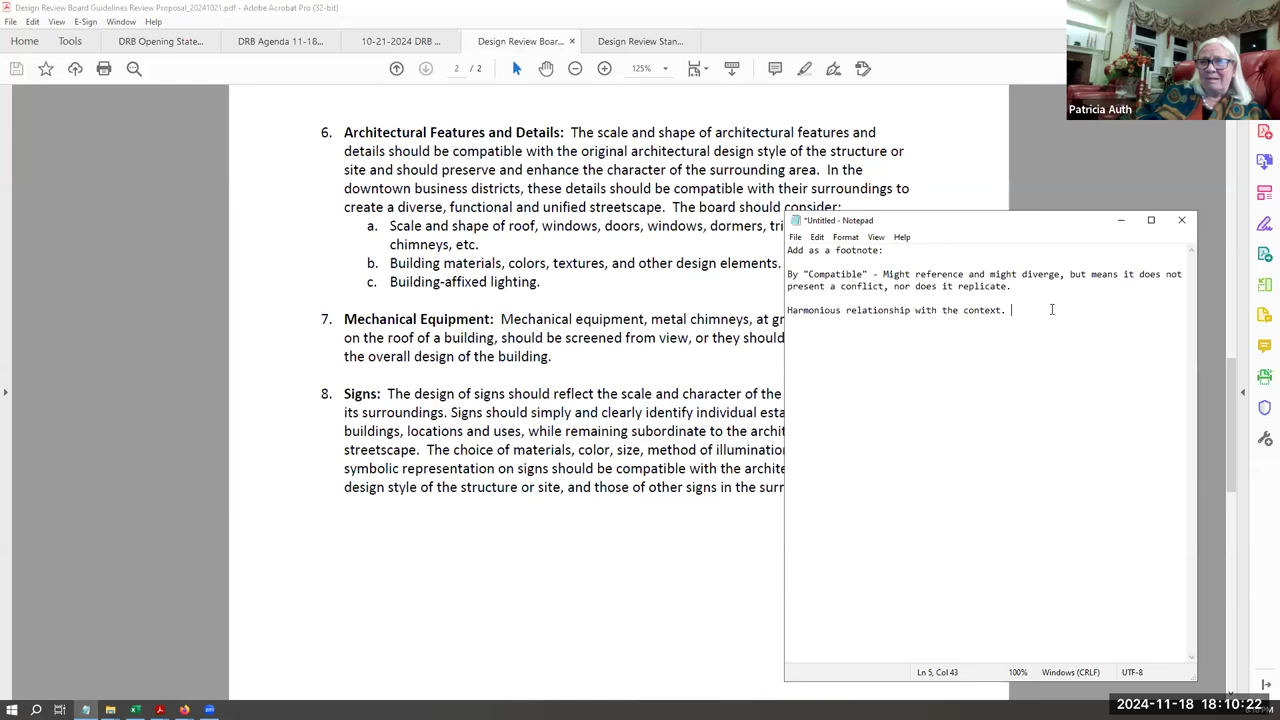 Design Review Board Guidelines Review Proposal_20241021.pdf - Adobe Acrobat Pro (32-bit)
File Edit View E-Sign Window Help
Home Tools DRB Opening State... DRB Agenda 11-18... 10-21-2024 DRB ... Design Review Boar... × Design Review Stan...
2 / 2 125%
Patricia Auth
6. Architectural Features and Details: The scale and shape of architectural features and
details should be compatible with the original architectural design style of the structure or
site and should preserve and enhance the character of the surrounding area. In the
downtown business districts, these details should be compatible with their surroundings to
create a diverse, functional and unified streetscape. The board should consider:
a. Scale and shape of roof, windows, doors, windows, dormers, tri
chimneys, etc.
b. Building materials, colors, textures, and other design elements.
c. Building-affixed lighting.
7. Mechanical Equipment: Mechanical equipment, metal chimneys, at gr
on the roof of a building, should be screened from view, or they should
the overall design of the building.
8. Signs: The design of signs should reflect the scale and character of the
its surroundings. Signs should simply and clearly identify individual esta
buildings, locations and uses, while remaining subordinate to the archit
streetscape. The choice of materials, color, size, method of illumination
symbolic representation on signs should be compatible with the archite
design style of the structure or site, and those of other signs in the surr
*Untitled - Notepad
File Edit Format View Help
Add as a footnote:
By "Compatible" - Might reference and might diverge, but means it does not
present a conflict, nor does it replicate.
Harmonious relationship with the context.
Ln 5, Col 43 100% Windows (CRLF) UTF-8
2024-11-18 18:10:22